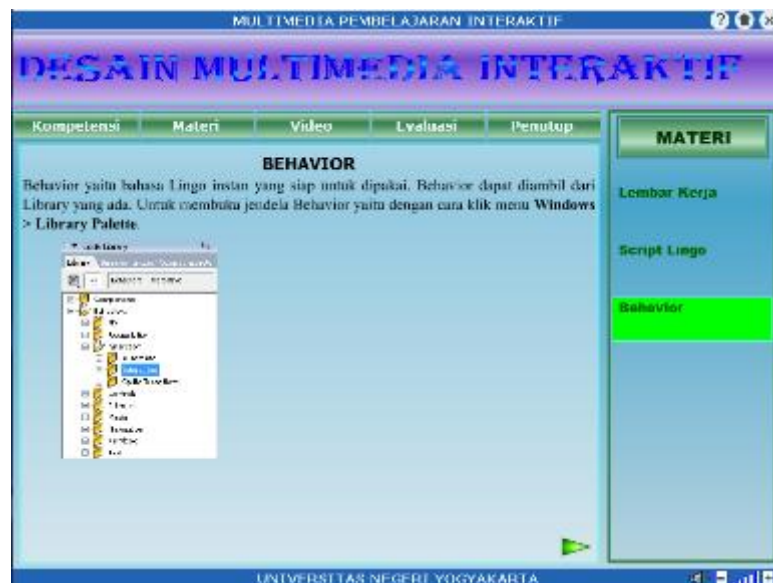 MULTIMEDIA PEMBELAJARAN INTERAKTIF
DESAIN MULTIMEDIA INTERAKTIF
Kompetensi Materi Video Evaluasi Penutup
MATERI
BEHAVIOR
Behavior yaitu bahasa Lingo instan yang siap untuk dipakai. Behavior dapat diambil dari
Library yang ada. Untuk membuka jendela Behavior yaitu dengan cara klik menu Windows
> Library Palette.
Lembar Kerja
Script Lingo
Behavior
Library
UNIVERSITAS NEGERI YOGYAKARTA